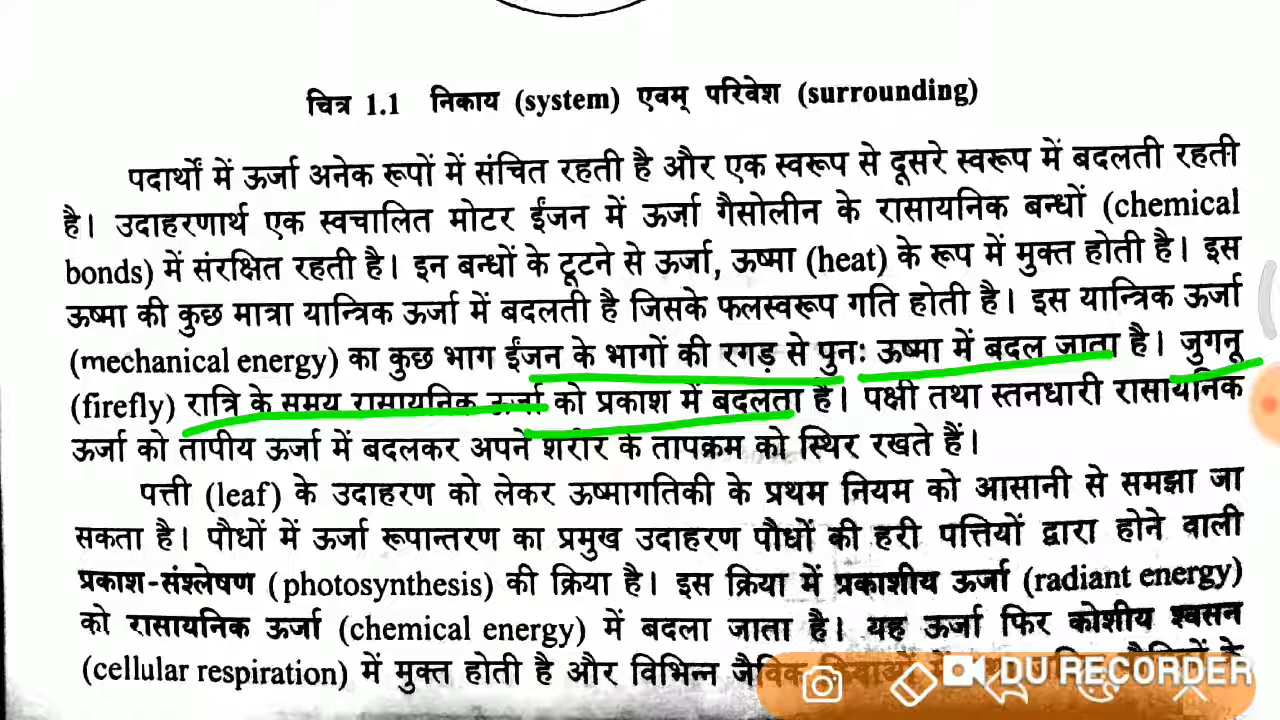 चित्र 1.1 निकाय (system) एवम् परिवेश (surrounding)
पदार्थों में ऊर्जा अनेक रूपों में संचित रहती है और एक स्वरूप से दूसरे स्वरूप में बदलती रहती
है। उदाहरणार्थ एक स्वचालित मोटर ईंजन में ऊर्जा गैसोलीन के रासायनिक बन्धों (chemical
bonds) में संरक्षित रहती है। इन बन्धों के टूटने से ऊर्जा, ऊष्मा (heat) के रूप में मुक्त होती है। इस
ऊष्मा की कुछ मात्रा यान्त्रिक ऊर्जा में बदलती है जिसके फलस्वरूप गति होती है। इस यान्त्रिक ऊर्जा
(mechanical energy) का कुछ भाग ईंजन के भागों की रगड़ से पुनः ऊष्मा में बदल जाता है। जुगनू
(firefly) रात्रि के समय रासायनिक ऊर्जा को प्रकाश में बदलता है। पक्षी तथा स्तनधारी रासायनिक
ऊर्जा को तापीय ऊर्जा में बदलकर अपने शरीर के तापक्रम को स्थिर रखते हैं।
पत्ती (leaf) के उदाहरण को लेकर ऊष्मागतिकी के प्रथम नियम को आसानी से समझा जा
सकता है। पौधों में ऊर्जा रूपान्तरण का प्रमुख उदाहरण पौधों की हरी पत्तियों द्वारा होने वाली
प्रकाश-संश्लेषण (photosynthesis) की क्रिया है। इस क्रिया में प्रकाशीय ऊर्जा (radiant energy)
को रासायनिक ऊर्जा (chemical energy) में बदला जाता है। यह ऊर्जा फिर कोशीय श्वसन
(cellular respiration) में मुक्त होती है और विभिन्न
DU RECORDER